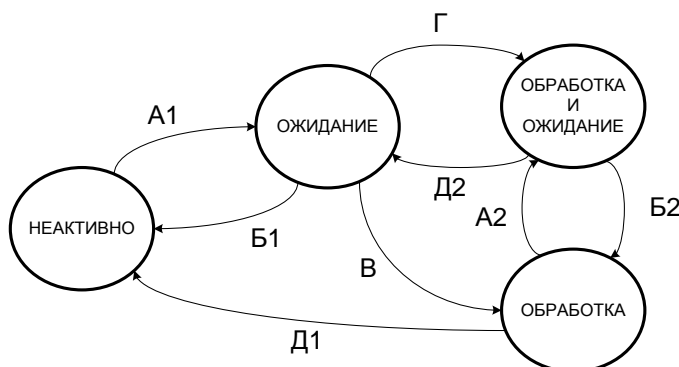 Г
ОБРАБОТКА
И
ОЖИДАНИЕ
А1
ОЖИДАНИЕ
Д2
А2
Б2
НЕАКТИВНО
Б1
В
ОБРАБОТКА
Д1